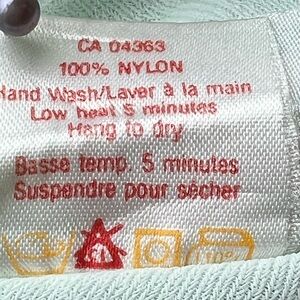 CA 04363
100% NYLON
Hand Wash/Laver à la main
Low heat 5 minutes
Hang to dry
Basse temp. 5 minutes
Suspendre pour sécher
110°